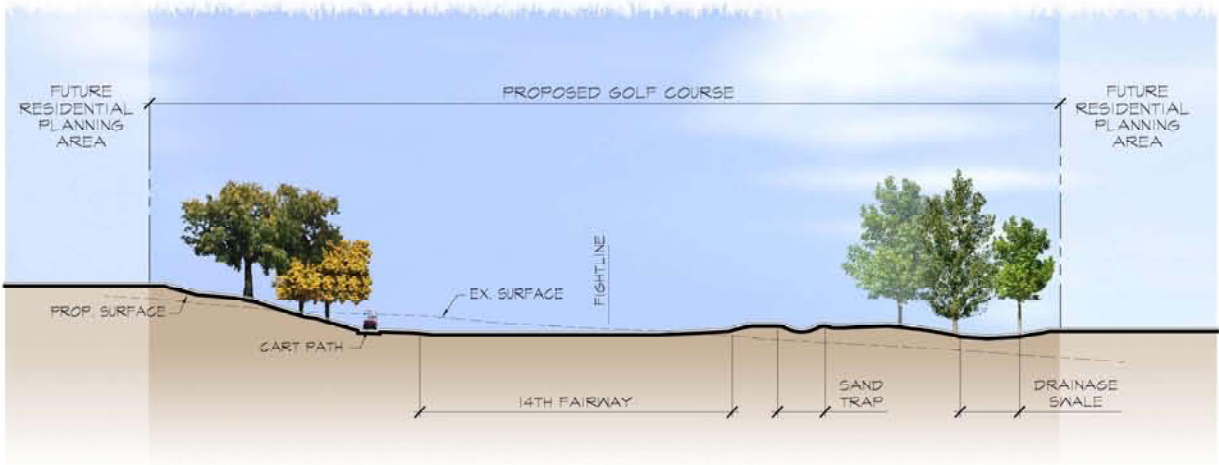 FUTURE
RESIDENTIAL
PLANNING
AREA
PROPOSED GOLF COURSE
FUTURE
RESIDENTIAL
PLANNING
AREA
FIGHTLINE
EX. SURFACE
PROP. SURFACE
CART PATH
14TH FAIRWAY
SAND
TRAP
DRAINAGE
SWALE